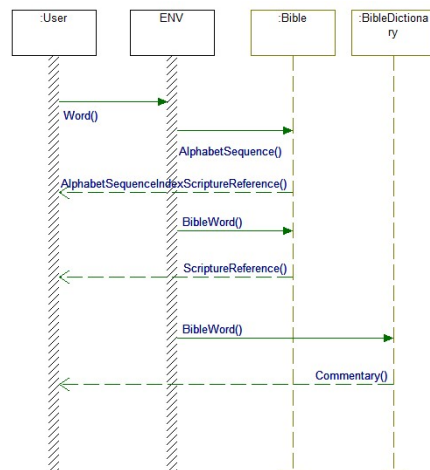 :User
ENV
:Bible
:BibleDictiona
ry
Word()
AlphabetSequence()
AlphabetSequenceIndexScriptureReference()
BibleWord()
ScriptureReference()
BibleWord()
Commentary()